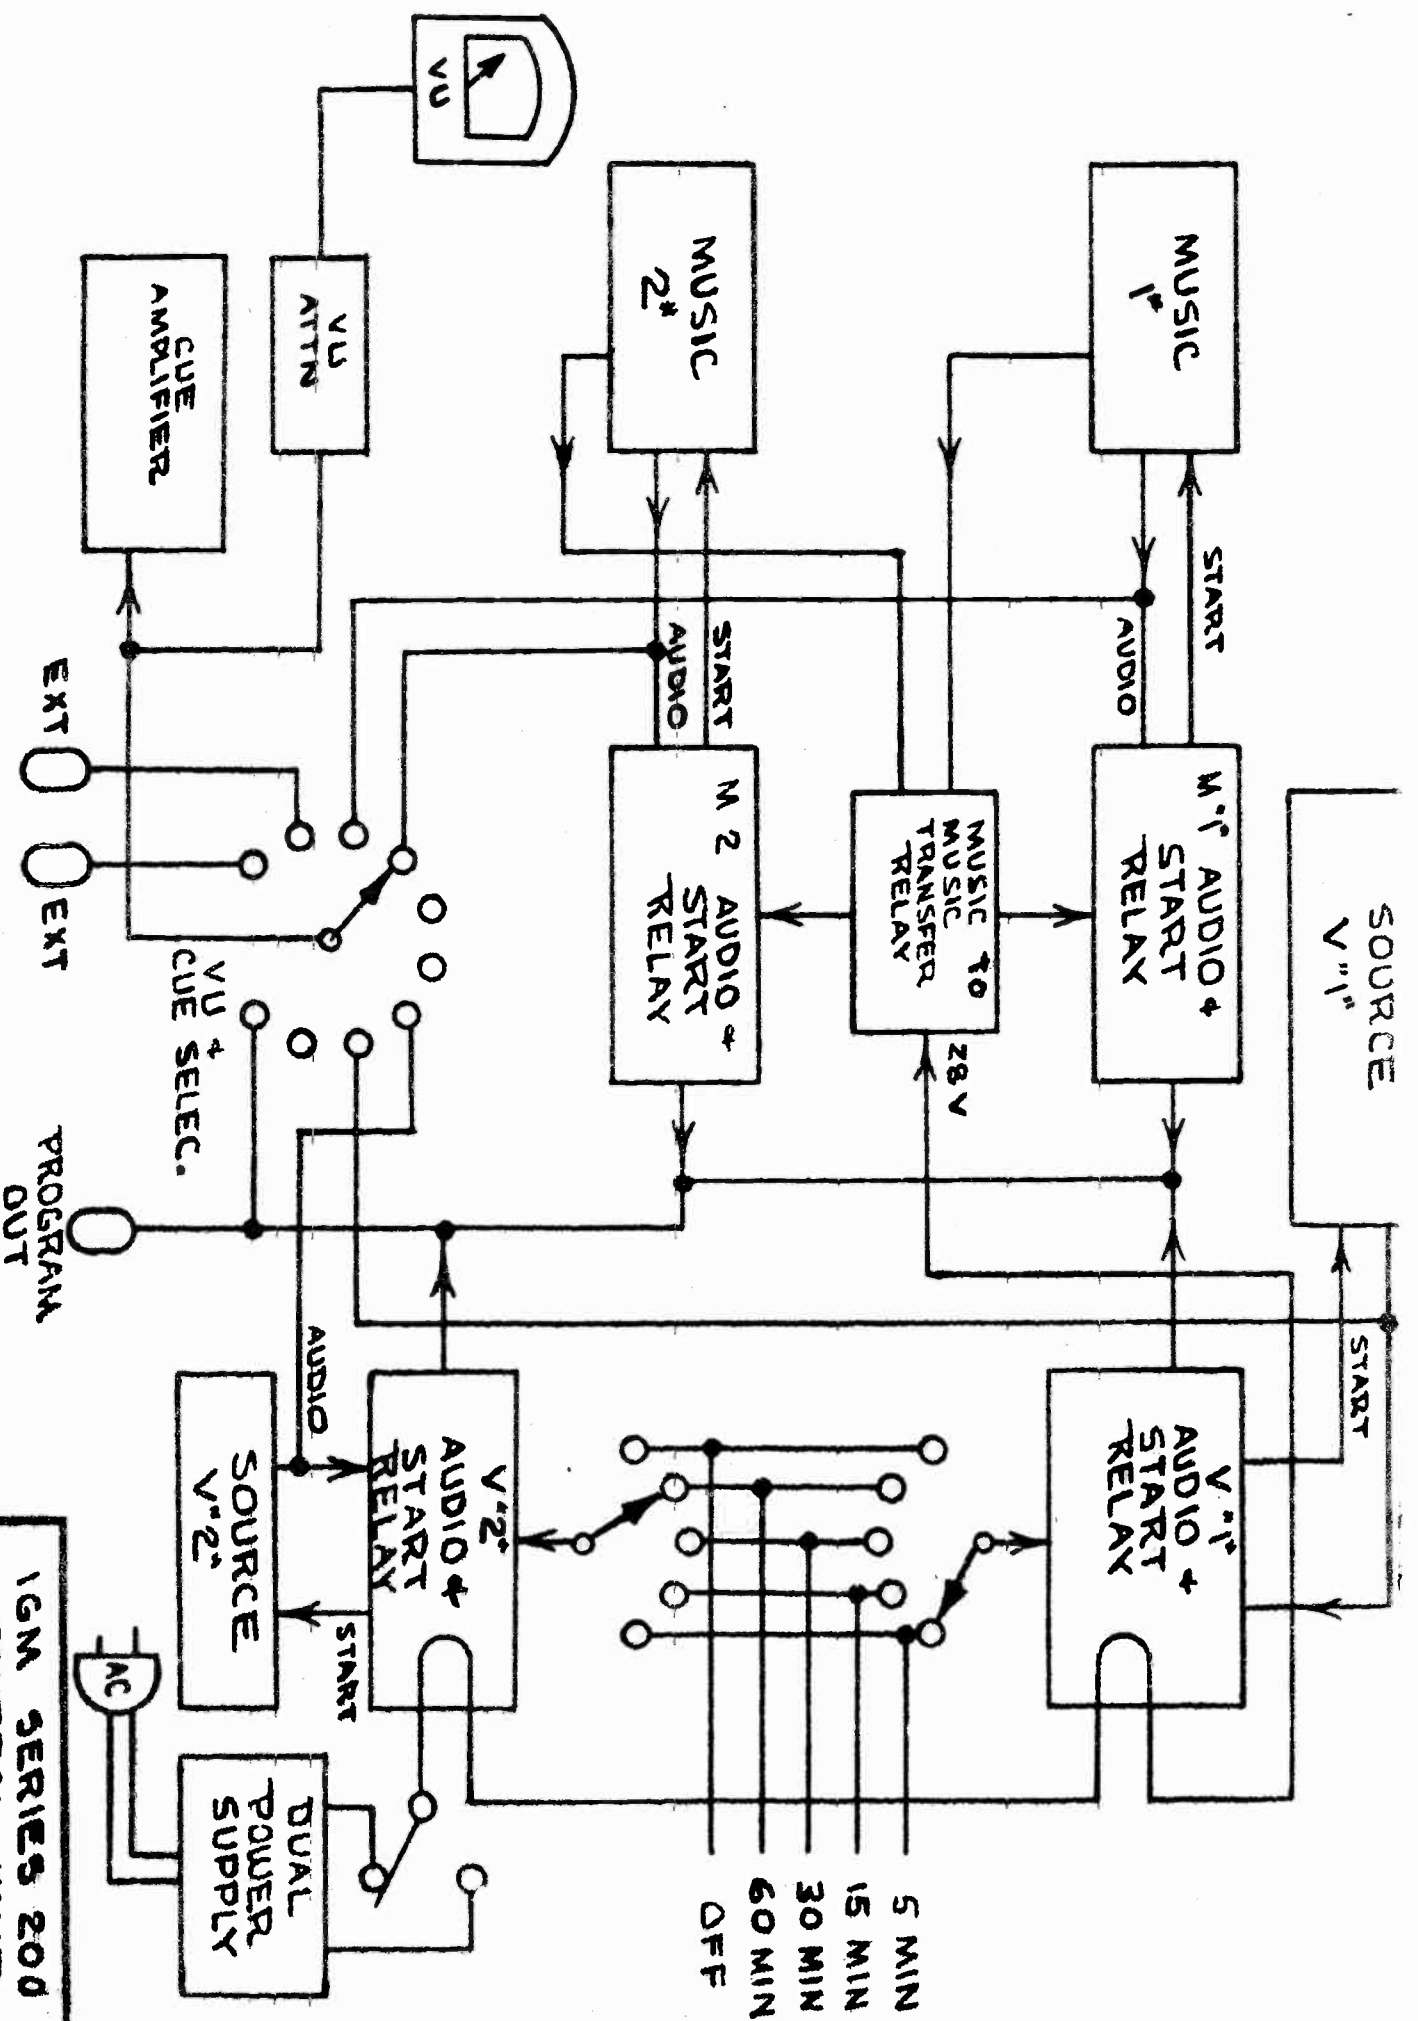 SOURCE
V "1"
MUSIC
1*
START
AUDIO
M "1" AUDIO &
START
RELAY
START
V "1"
AUDIO &
START
RELAY
MUSIC TO
MUSIC
TRANSFER
RELAY
28 V
5 MIN
15 MIN
30 MIN
60 MIN
OFF
MUSIC
2*
START
AUDIO
M 2 AUDIO &
START
RELAY
V "2"
AUDIO &
START
RELAY
VU
VU
ATTN
AUDIO
START
CUE
AMPLIFIER
VU &
CUE SELEC.
SOURCE
V "2"
DUAL
POWER
SUPPLY
AC
EXT
EXT
PROGRAM
OUT
IGM SERIES 200